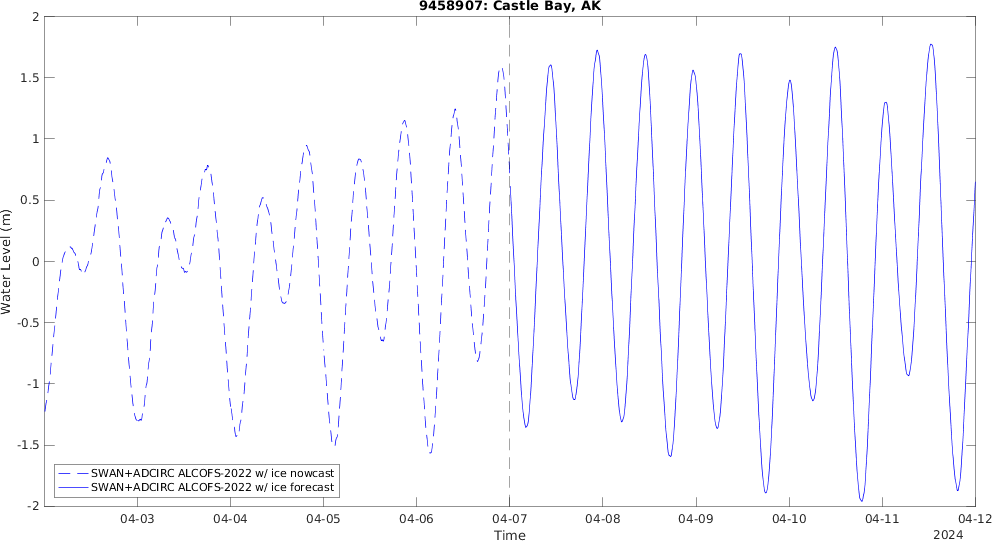 9458907: Castle Bay, AK
2
1.5
1
0.5
0
-0.5
-1
-1.5
-2
Water Level (m)
SWAN+ADCIRC ALCOFS-2022 w/ ice nowcast
SWAN+ADCIRC ALCOFS-2022 w/ ice forecast
04-03 04-04 04-05 04-06 04-07 04-08 04-09 04-10 04-11 04-12
Time
2024